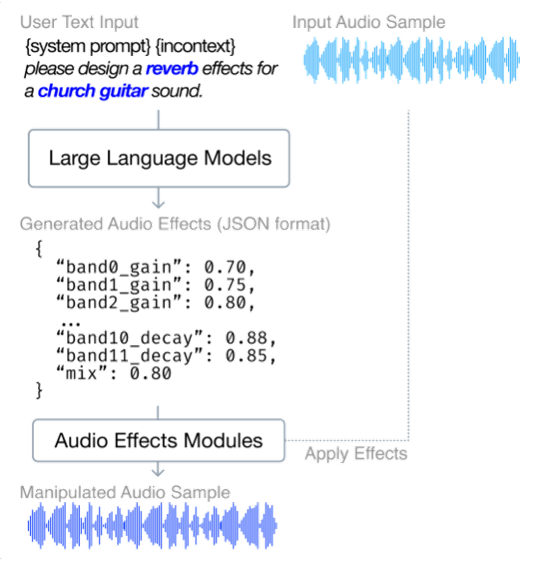 User Text Input
{system prompt} {incontext}
please design a reverb effects for
a church guitar sound.
Input Audio Sample
Large Language Models
Generated Audio Effects (JSON format)
{
“band0_gain”: 0.70,
“band1_gain”: 0.75,
“band2_gain”: 0.80,
...
“band10_decay”: 0.88,
“band11_decay”: 0.85,
“mix”: 0.80
}
Audio Effects Modules
Apply Effects
Manipulated Audio Sample